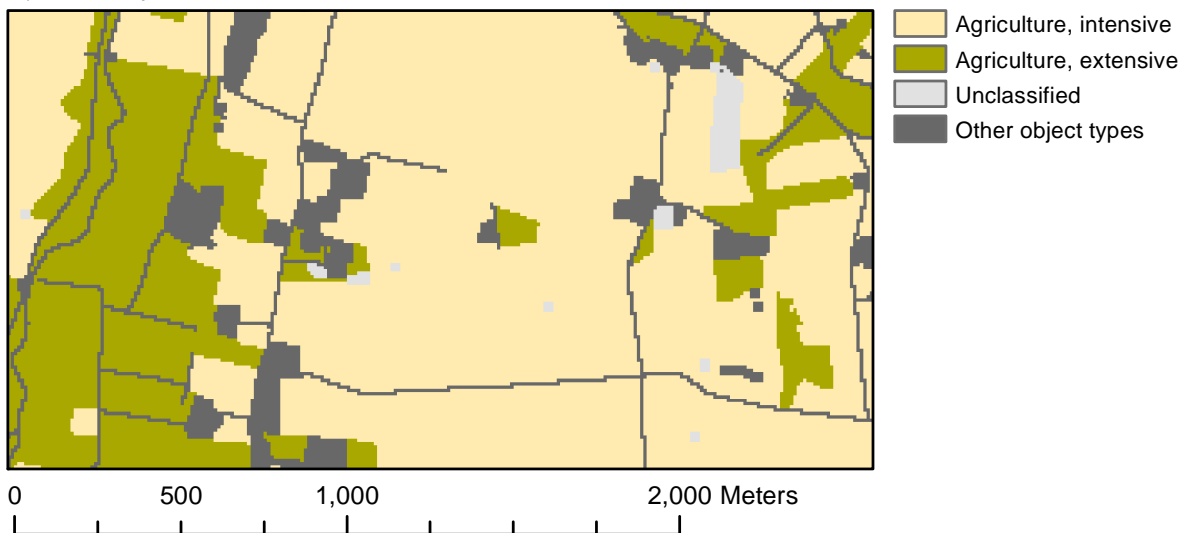 Agriculture, intensive
Agriculture, extensive
Unclassified
Other object types
0 500 1,000 2,000 Meters